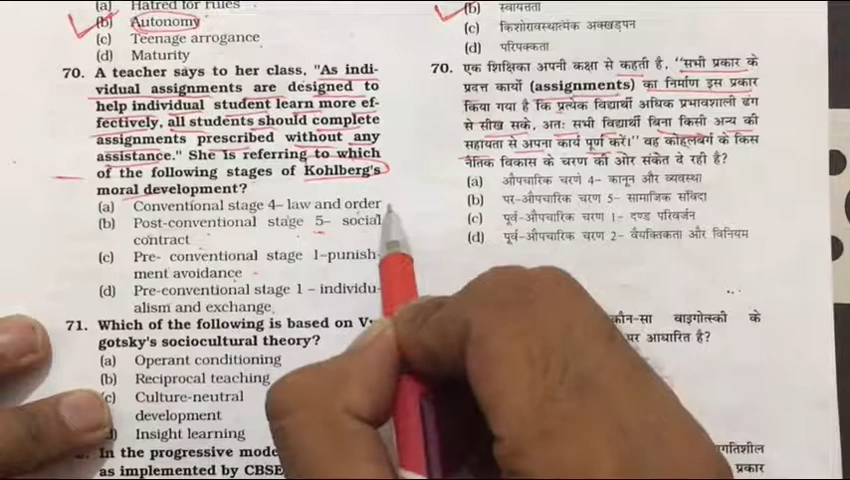 (a) Hatred for rules
(b) Autonomy
(c) Teenage arrogance
(d) Maturity
70. A teacher says to her class, "As indi-
vidual assignments are designed to
help individual student learn more ef-
fectively, all students should complete
assignments prescribed without any
assistance." She is referring to which
of the following stages of Kohlberg's
moral development?
(a) Conventional stage 4– law and order
(b) Post-conventional stage 5– social
contract
(c) Pre- conventional stage 1-punish-
ment avoidance
(d) Pre-conventional stage 1 – individu-
alism and exchange
71. Which of the following is based on Vy-
gotsky's sociocultural theory?
(a) Operant conditioning
(b) Reciprocal teaching
(c) Culture-neutral
development
(d) Insight learning
In the progressive mode
as implemented by CBSE
(b) स्वायत्तता
(c) किशोरावस्थात्मक अक्खड़पन
(d) परिपक्कता
70. एक शिक्षिका अपनी कक्षा से कहती है, "सभी प्रकार के
प्रदत्त कार्यों (assignments) का निर्माण इस प्रकार
किया गया है कि प्रत्येक विद्यार्थी अधिक प्रभावशाली ढंग
से सीख सके, अतः सभी विद्यार्थी बिना किसी अन्य की
सहायता से अपना कार्य पूर्ण करें।'' वह कोहलबर्ग के किस
नैतिक विकास के चरण की ओर संकेत दे रही है?
(a) औपचारिक चरण 4- कानून और व्यवस्था
(b) पर-औपचारिक चरण 5- सामाजिक संविदा
(c) पूर्व-औपचारिक चरण 1- दण्ड परिवर्जन
(d) पूर्व-औपचारिक चरण 2- वैयक्तिकता और विनियम
कौन-सा वाइगोत्स्की के
पर आधारित है?
प्रकार